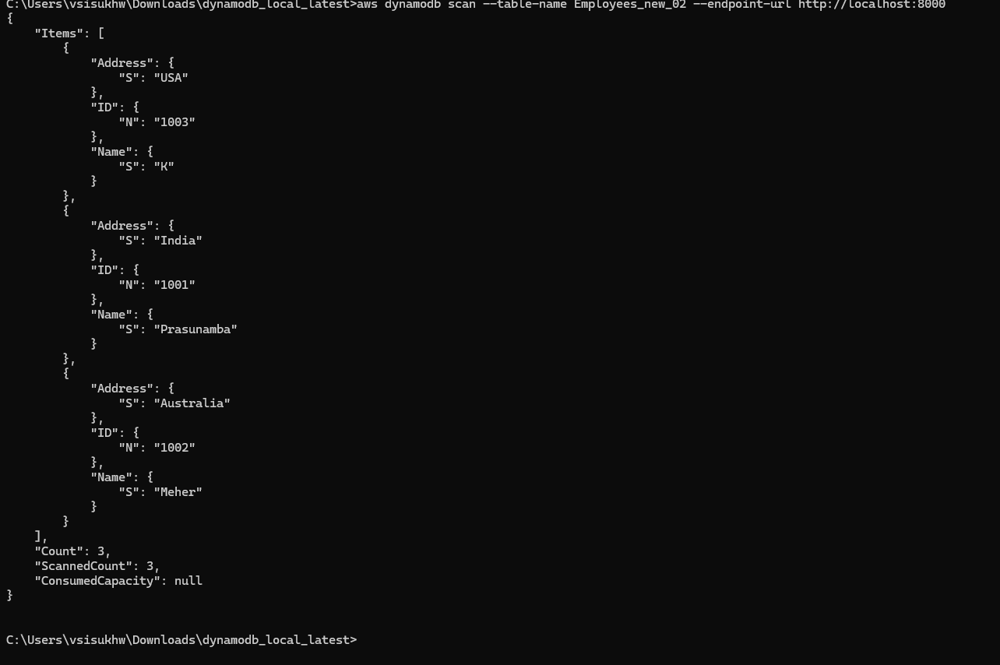 C:\Users\vsisukhw\Downloads\dynamodb_local_latest>aws dynamodb scan --table-name Employees_new_02 --endpoint-url http://localhost:8000
{
    "Items": [
        {
            "Address": {
                "S": "USA"
            },
            "ID": {
                "N": "1003"
            },
            "Name": {
                "S": "K"
            }
        },
        {
            "Address": {
                "S": "India"
            },
            "ID": {
                "N": "1001"
            },
            "Name": {
                "S": "Prasunamba"
            }
        },
        {
            "Address": {
                "S": "Australia"
            },
            "ID": {
                "N": "1002"
            },
            "Name": {
                "S": "Meher"
            }
        }
    ],
    "Count": 3,
    "ScannedCount": 3,
    "ConsumedCapacity": null
}
C:\Users\vsisukhw\Downloads\dynamodb_local_latest>